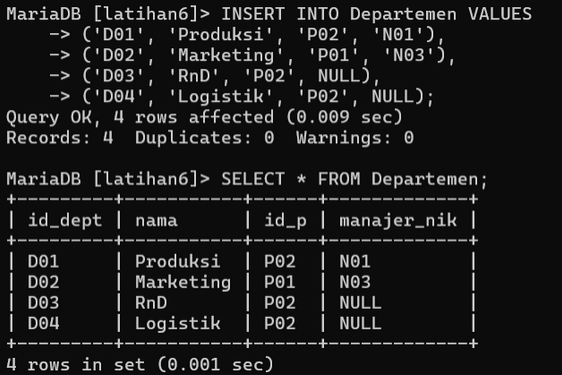 MariaDB [latihan6]> INSERT INTO Departemen VALUES
    -> ('D01', 'Produksi', 'P02', 'N01'),
    -> ('D02', 'Marketing', 'P01', 'N03'),
    -> ('D03', 'RnD', 'P02', NULL),
    -> ('D04', 'Logistik', 'P02', NULL);
Query OK, 4 rows affected (0.009 sec)
Records: 4  Duplicates: 0  Warnings: 0

MariaDB [latihan6]> SELECT * FROM Departemen;
+---------+-----------+------+-------------+
| id_dept | nama      | id_p | manajer_nik |
+---------+-----------+------+-------------+
| D01     | Produksi  | P02  | N01         |
| D02     | Marketing | P01  | N03         |
| D03     | RnD       | P02  | NULL        |
| D04     | Logistik  | P02  | NULL        |
+---------+-----------+------+-------------+
4 rows in set (0.001 sec)